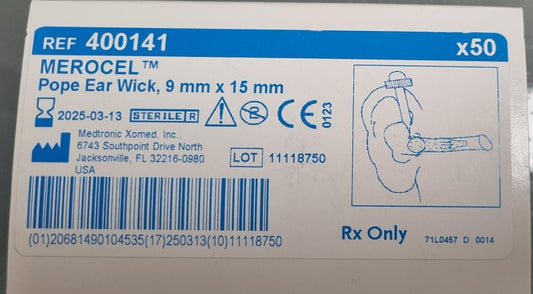 REF 400141 x50
MEROCEL™
Pope Ear Wick, 9 mm x 15 mm
2025-03-13 STERILE R 2 CE 0123
Medtronic Xomed, Inc.,
6743 Southpoint Drive North
Jacksonville, FL 32216-0980
USA
LOT 11118750
(01)20681490104535(17)250313(10)11118750
Rx Only
71L0457 D 0014